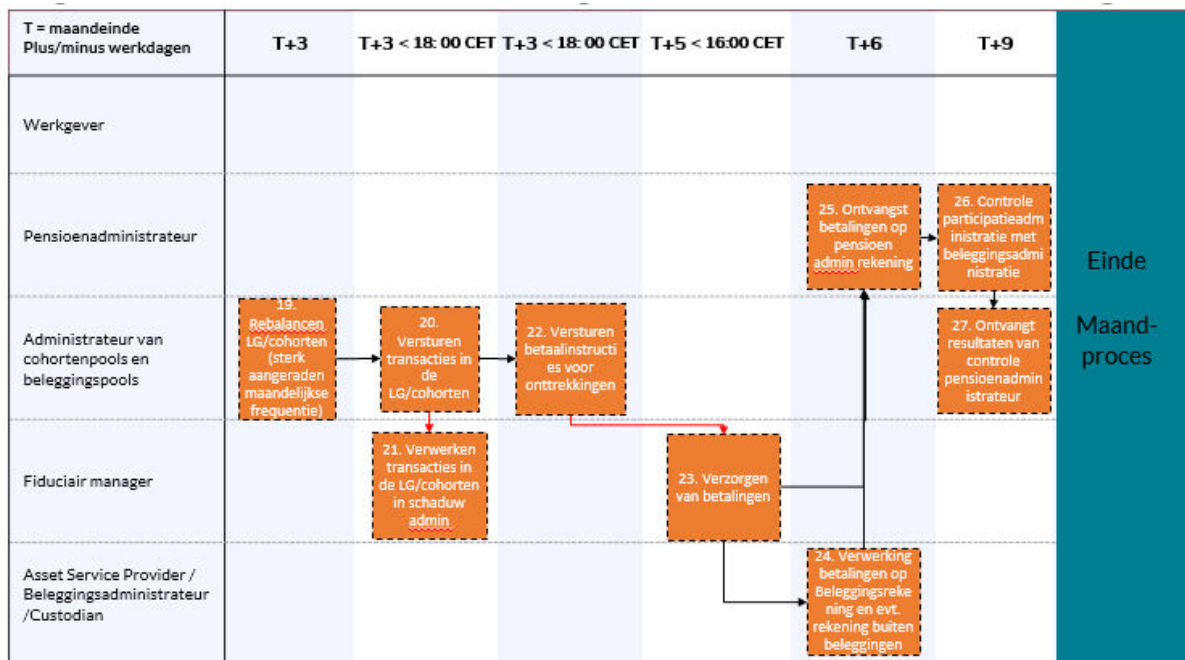 T = maandeinde
Plus/minus werkdagen
T+3
T+3 < 18: 00 CET
T+3 < 18: 00 CET
T+5 < 16:00 CET
T+6
T+9
Werkgever
Pensioenadministrateur
25. Ontvangst
betalingen op
pensioen
admin rekening
26. Controle
participatieadm
inistratie met
beleggingsadmi
nistratie
Einde
Maand-
proces
Administrateur van
cohortenpools en
beleggingspools
19.
Rebalancen
LG/cohorten
(sterk
aangeraden
maandelijkse
frequentie)
20.
Versturen
transacties in
de LG/cohorten
22. Versturen
betaalinstructi
es voor
onttrekkingen
27. Ontvangt
resultaten van
controle
pensioenadmin
istrateur
Fiduciair manager
21. Verwerken
transacties in
de LG/cohorten
in schaduw
admin
23. Verzorgen
van betalingen
Asset Service Provider /
Beleggingsadministrateur
/Custodian
24. Verwerking
betalingen op
Beleggingsreke
ning en evt.
rekening buiten
beleggingen